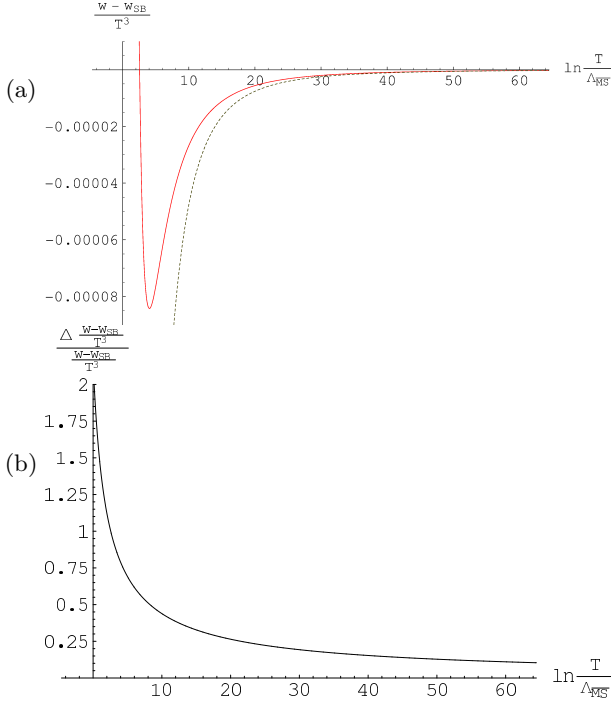 W - W_SB
T^3
ln T
Λ_MS
10 20 30 40 50 60
(a)
-0.00002
-0.00004
-0.00006
-0.00008
Δ W-W_SB
T^3
W-W_SB
T^3
2
1.75
1.5
(b)
1.25
1
0.75
0.5
0.25
ln T
Λ_MS
10 20 30 40 50 60